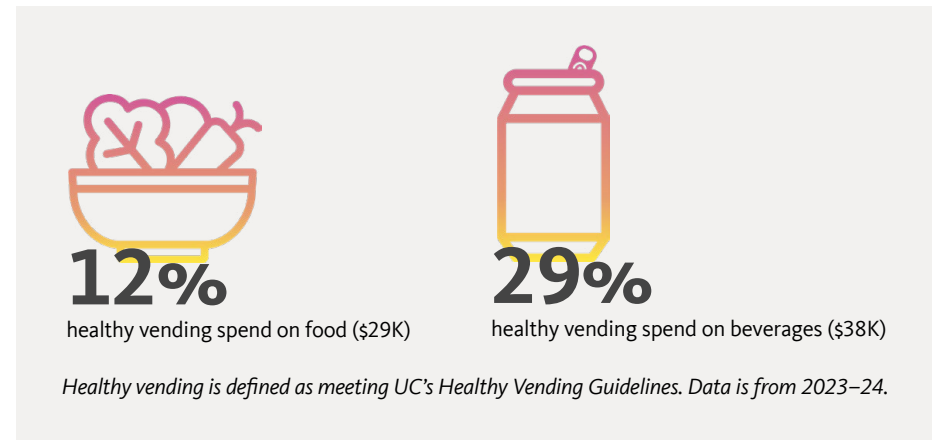 12%
healthy vending spend on food ($29K)
29%
healthy vending spend on beverages ($38K)
Healthy vending is defined as meeting UC’s Healthy Vending Guidelines. Data is from 2023–24.